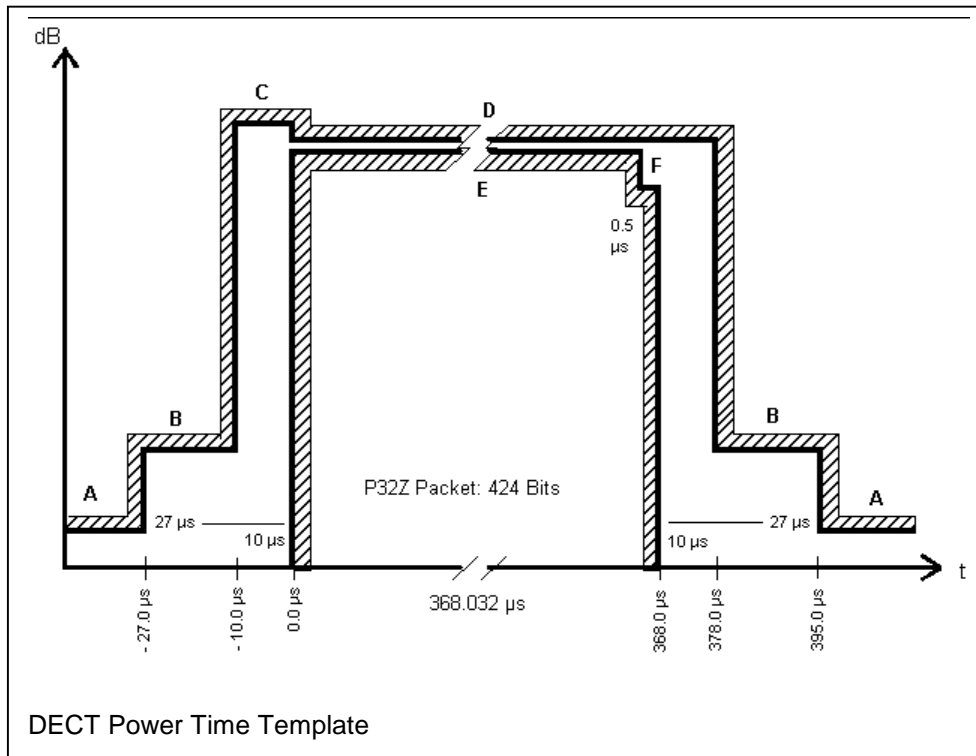 dB
C
D
F
E
0.5
µs
B
B
A
P32Z Packet: 424 Bits
A
27 µs
27 µs
10 µs
10 µs
t
368.032 µs
- 27.0 µs
- 10.0 µs
0.0 µs
368.0 µs
378.0 µs
395.0 µs
DECT Power Time Template